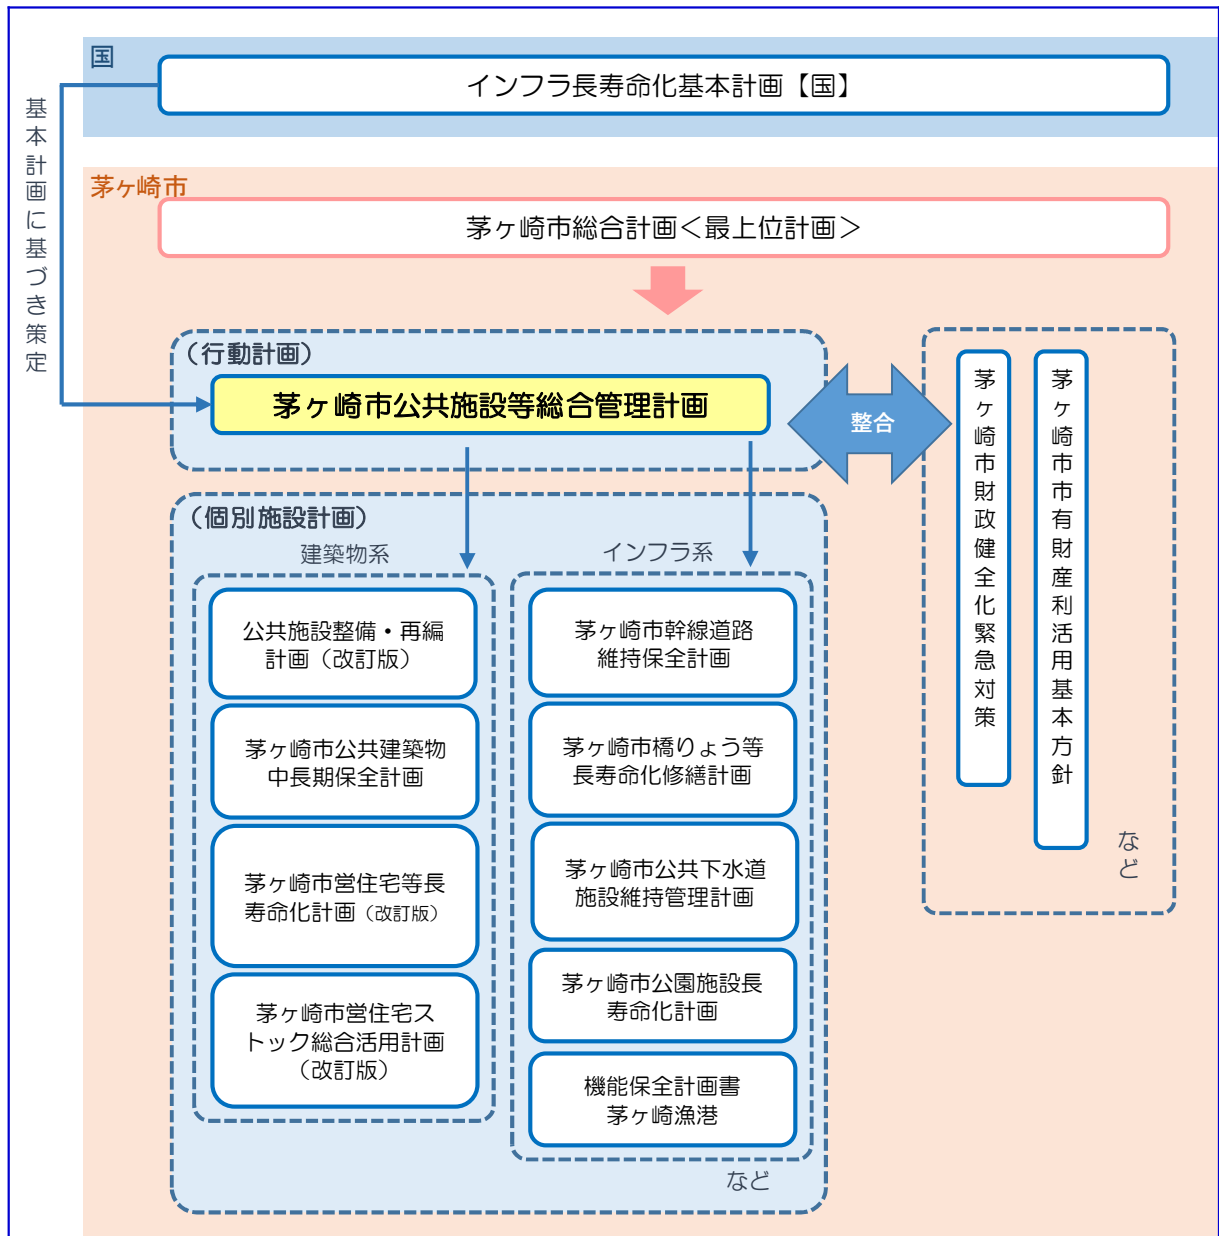 国
インフラ長寿命化基本計画【国】
基本計画に基づき策定
茅ヶ崎市
茅ヶ崎市総合計画＜最上位計画＞
（行動計画）
茅ヶ崎市公共施設等総合管理計画
整合
茅ヶ崎市財政健全化緊急対策
茅ヶ崎市市有財産利活用基本方針
など
（個別施設計画）
建築物系
公共施設整備・再編
計画（改訂版）
茅ヶ崎市公共建築物
中長期保全計画
茅ヶ崎市営住宅等長
寿命化計画（改訂版）
茅ヶ崎市営住宅ス
トック総合活用計画
（改訂版）
インフラ系
茅ヶ崎市幹線道路
維持保全計画
茅ヶ崎市橋りょう等
長寿命化修繕計画
茅ヶ崎市公共下水道
施設維持管理計画
茅ヶ崎市公園施設長
寿命化計画
機能保全計画書
茅ヶ崎漁港
など